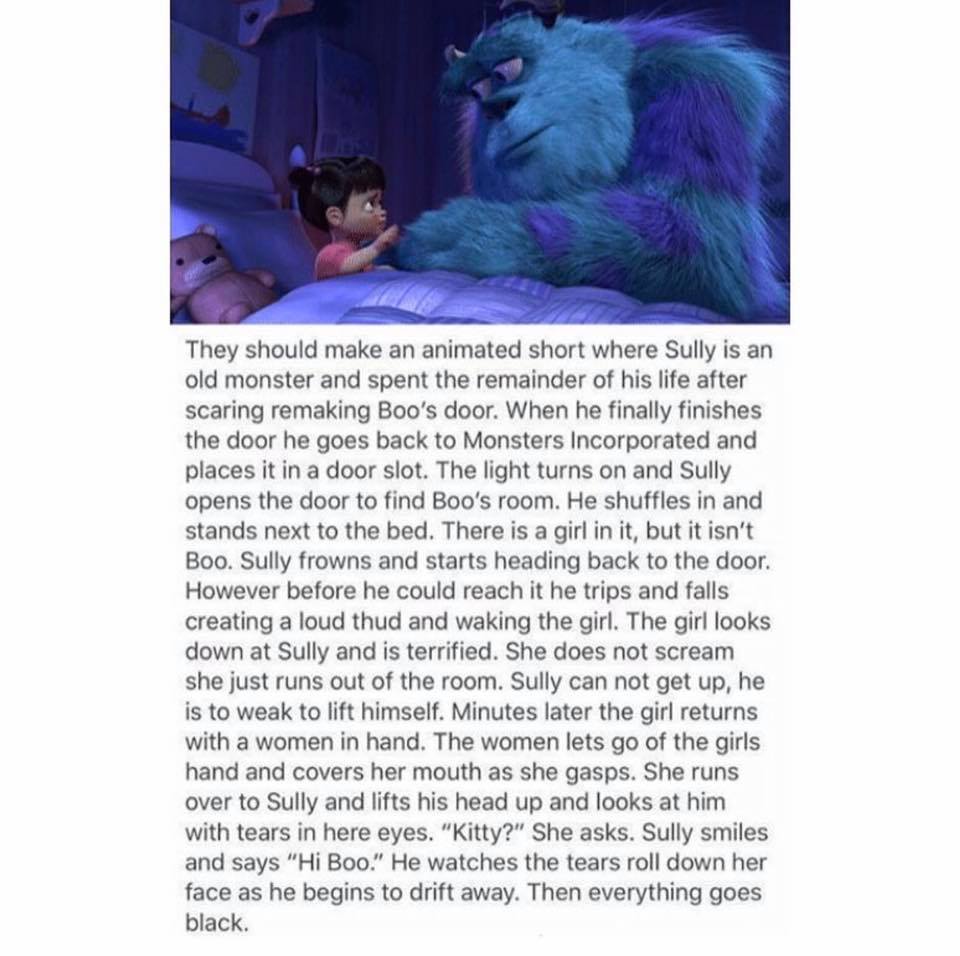 They should make an animated short where Sully is an
old monster and spent the remainder of his life after
scaring remaking Boo's door. When he finally finishes
the door he goes back to Monsters Incorporated and
places it in a door slot. The light turns on and Sully
opens the door to find Boo's room. He shuffles in and
stands next to the bed. There is a girl in it, but it isn't
Boo. Sully frowns and starts heading back to the door.
However before he could reach it he trips and falls
creating a loud thud and waking the girl. The girl looks
down at Sully and is terrified. She does not scream
she just runs out of the room. Sully can not get up, he
is to weak to lift himself. Minutes later the girl returns
with a women in hand. The women lets go of the girls
hand and covers her mouth as she gasps. She runs
over to Sully and lifts his head up and looks at him
with tears in here eyes. “Kitty?” She asks. Sully smiles
and says “Hi Boo.” He watches the tears roll down her
face as he begins to drift away. Then everything goes
black.